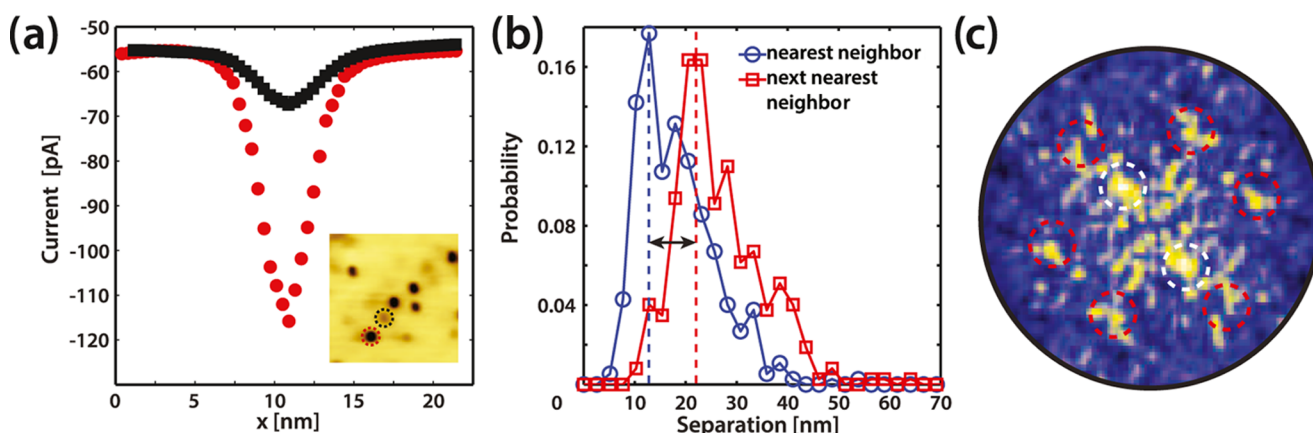 (a)
-50
-60
-70
-80
-90
-100
-110
-120
Current [pA]
0
5
10
15
20
x [nm]
(b)
nearest neighbor
next nearest
neighbor
0.16
0.12
0.08
0.04
Probability
0
10
20
30
40
50
60
70
Separation [nm]
(c)